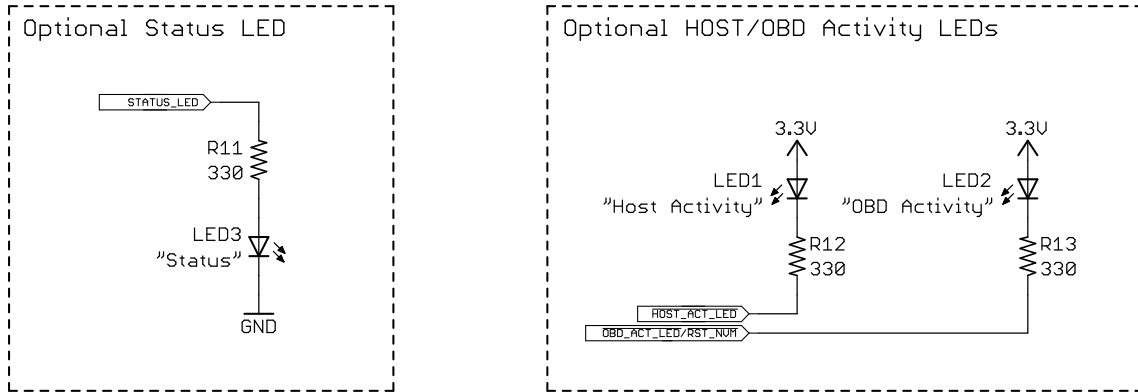 Optional Status LED
STATUS_LED
R11
330
LED3
"Status"
GND
Optional HOST/OBD Activity LEDs
3.3V
3.3V
LED1
"Host Activity"
LED2
"OBD Activity"
R12
330
R13
330
HOST_ACT_LED
OBD_ACT_LED/RST_NVM